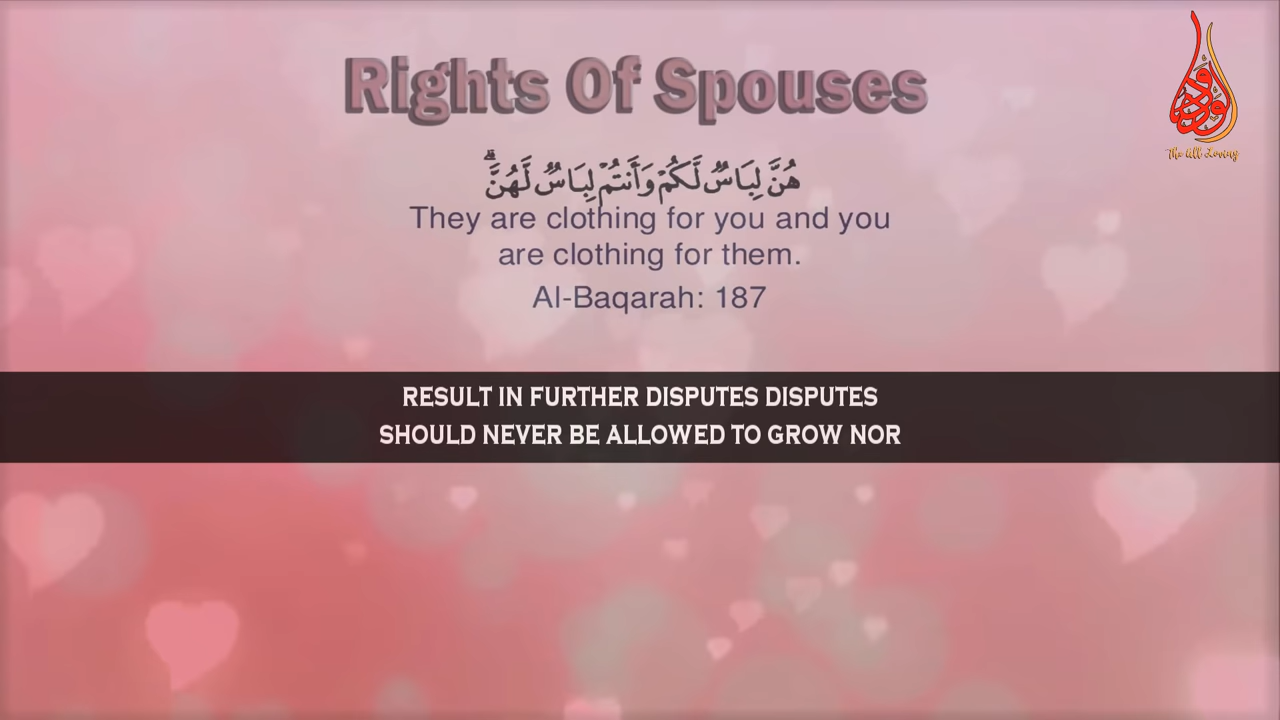 Rights Of Spouses
هُنَّ لِبَاسٌ لَّكُمْ وَأَنتُمْ لِبَاسٌ لَّهُنَّ ۗ
They are clothing for you and you
are clothing for them.
Al-Baqarah: 187
RESULT IN FURTHER DISPUTES DISPUTES
SHOULD NEVER BE ALLOWED TO GROW NOR
الودود
The All Loving